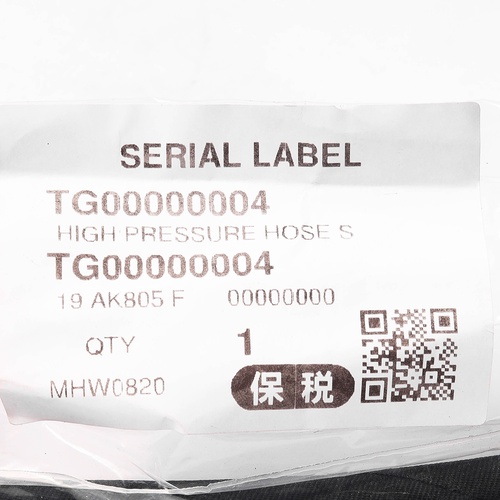 SERIAL LABEL
TG00000004
HIGH PRESSURE HOSE S
TG00000004
19 AK805 F 00000000
QTY 1
MHW0820 保税